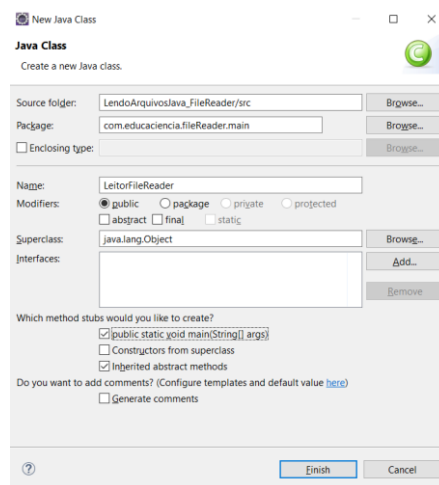 New Java Class
Java Class
Create a new Java class.
Source folder: LendoArquivosJava_FileReader/src Browse...
Package: com.educaciencia.fileReader.main Browse...
Enclosing type: Browse...
Name: LeitorFileReader
Modifiers: public package private protected
abstract final static
Superclass: java.lang.Object Browse...
Interfaces: Add...
Remove
Which method stubs would you like to create?
public static void main(String[] args)
Constructors from superclass
Inherited abstract methods
Do you want to add comments? (Configure templates and default value here)
Generate comments
? Finish Cancel